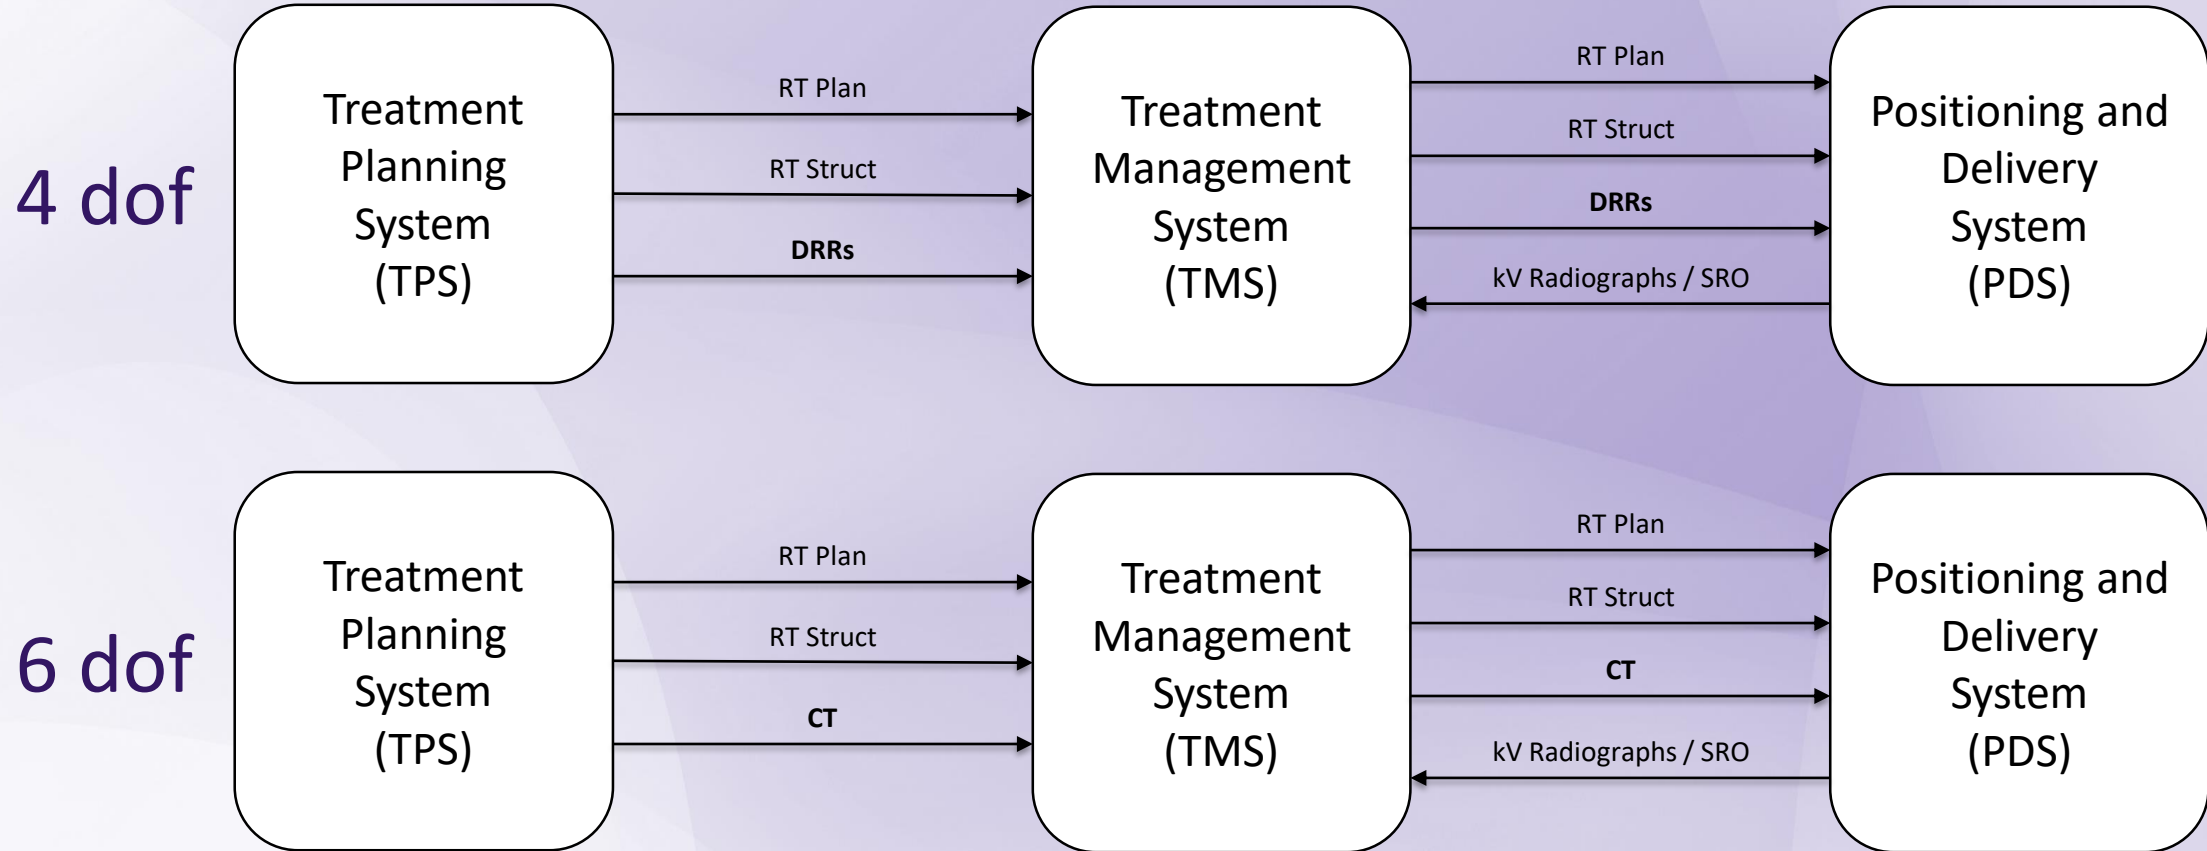 4 dof
Treatment
Planning
System
(TPS)
RT Plan
RT Struct
DRRs
Treatment
Management
System
(TMS)
RT Plan
RT Struct
DRRs
kV Radiographs / SRO
Positioning and
Delivery
System
(PDS)
6 dof
Treatment
Planning
System
(TPS)
RT Plan
RT Struct
CT
Treatment
Management
System
(TMS)
RT Plan
RT Struct
CT
kV Radiographs / SRO
Positioning and
Delivery
System
(PDS)